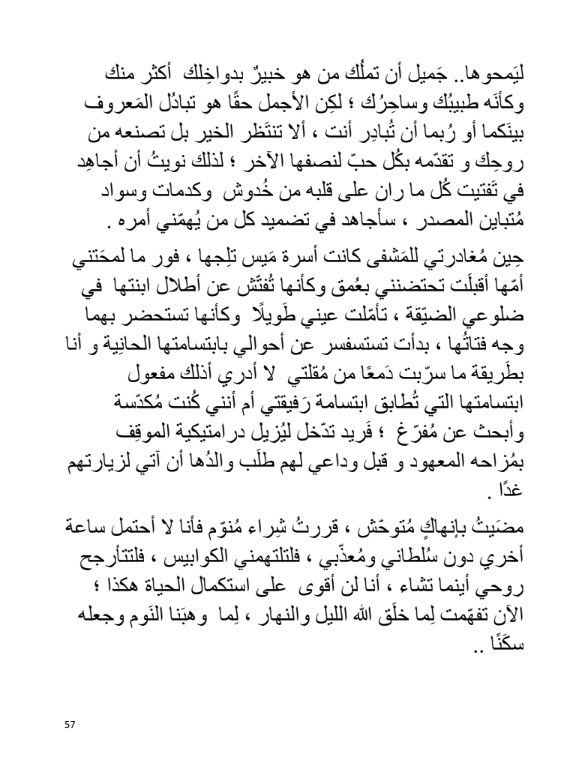 ليَمحوها.. جَميل أن تملُك من هو خبيرٌ بدواخِلك أكثر منك
وكأنّه طبيبُك وساحِرُك ؛ لكِن الأجمل حقًا هو تبادُل المَعروف
بينَكما أو رُبما أن تُبادِر أنت ، ألا تنتَظر الخير بل تصنعه من
روحِك و تقدّمه بكُل حبّ لنصفها الآخر ؛ لذلك نويتُ أن أجاهِد
في تَفتيت كُل ما ران على قلبه من خُدوش وكدمات وسواد
مُتباين المصدر ، سأجاهد في تضميد كل من يُهمّني أمره .
حِين مُغادرتي للمَشفى كانت أسرة مَيس تلِجها ، فور ما لمحَتني
أمّها أقبلَت تحتضنني بعُمق وكأنها تُفتّش عن أطلال ابنتها في
ضلوعي الضيّقة ، تأمّلت عيني طَويلًا وكأنها تستحضر بهما
وجه فتاتُها ، بدأت تستسفسر عن أحوالي بابتسامتها الحانِية و أنا
بطَريقة ما سرّبت دَمعًا من مُقلتي لا أدري أذلك مفعول
ابتسامتها التي تُطابق ابتسامة رَفيقتي أم أنني كُنت مُكدّسة
وأبحث عن مُفرّغ ؛ فَريد تدّخل ليُزيل درامتيكية الموقِف
بمُزاحه المعهود و قبل وداعي لهم طلَب والدُها أن آتي لزيارتهم
غدًا .
مضَيتُ بإنهاكٍ مُتوحّش ، قررتُ شِراء مُنوّم فأنا لا أحتمل ساعة
أخري دون سُلطاني ومُعذّبي ، فلتلتهمني الكوابيس ، فلتتأرجح
روحي أينما تشاء ، أنا لن أقوى على استكمال الحياة هكذا ؛
الآن تفهّمت لِما خلَق الله الليل والنهار ، لِما وهبَنا النَوم وجعله
سكَنًا ..
57